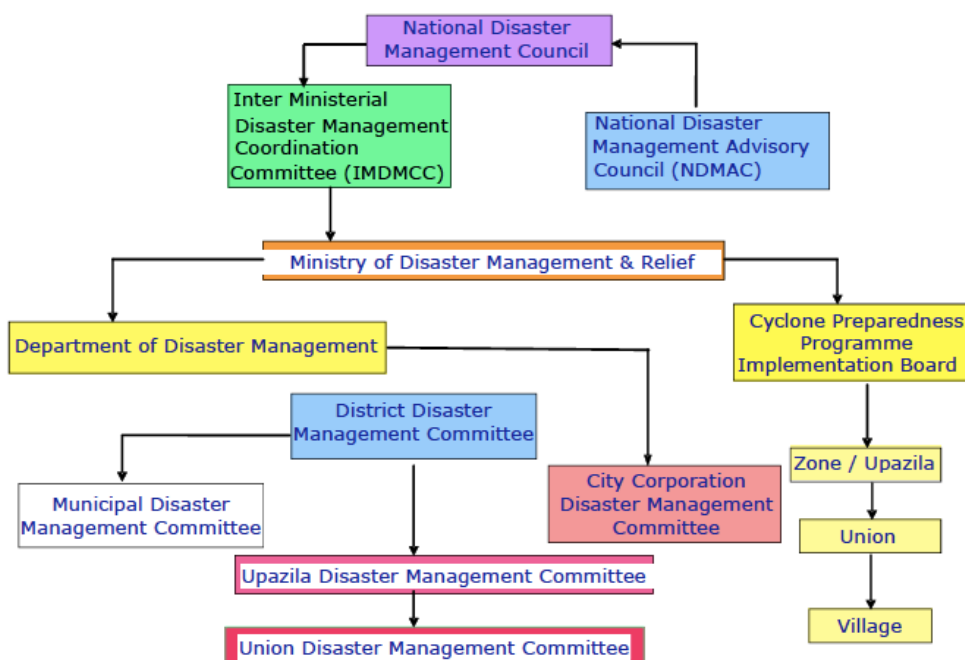 National Disaster
Management Council
Inter Ministerial
Disaster Management
Coordination
Committee (IMDMCC)
National Disaster
Management Advisory
Council (NDMAC)
Ministry of Disaster Management & Relief
Department of Disaster Management
Cyclone Preparedness
Programme
Implementation Board
District Disaster
Management Committee
Municipal Disaster
Management Committee
City Corporation
Disaster Management
Committee
Zone / Upazila
Union
Upazila Disaster Management Committee
Village
Union Disaster Management Committee